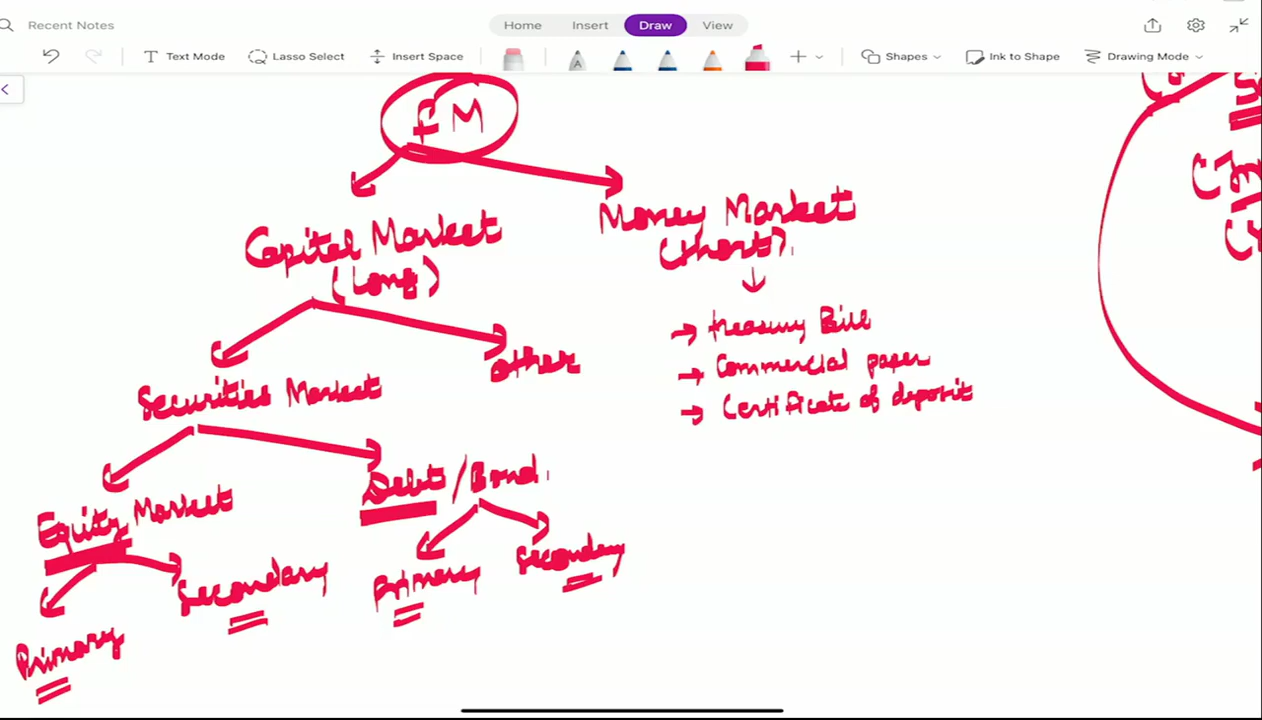 Recent Notes
Home Insert Draw View
Text Mode Lasso Select Insert Space Shapes Ink to Shape Drawing Mode
FM
Capital Market
(Long)
Money Market
(Short).
→ treasury Bill
→ Commercial paper
→ Certificate of deposit
Securities Market
other
Equity Market
Debt / Bond.
Primary
Secondary
Primary
Secondary